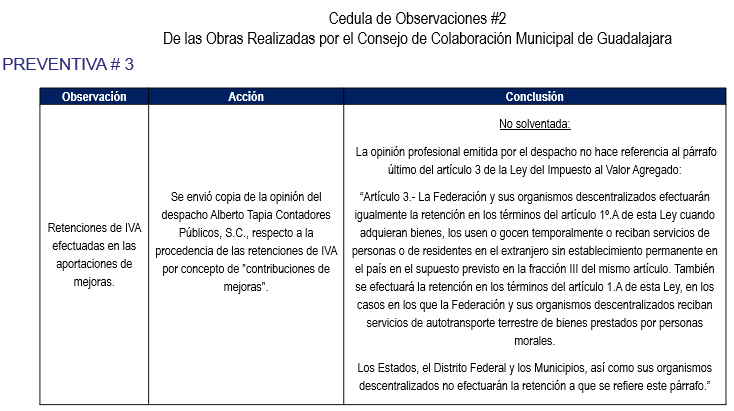 Cedula de Observaciones #2
De las Obras Realizadas por el Consejo de Colaboración Municipal de Guadalajara
PREVENTIVA # 3
Observación
Acción
Conclusión
Retenciones de IVA
efectuadas en las
aportaciones de
mejoras.
Se envió copia de la opinión del
despacho Alberto Tapia Contadores
Públicos, S.C., respecto a la
procedencia de las retenciones de IVA
por concepto de "contribuciones de
mejoras".
No solventada:
La opinión profesional emitida por el despacho no hace referencia al párrafo
último del artículo 3 de la Ley del Impuesto al Valor Agregado:
“Artículo 3.- La Federación y sus organismos descentralizados efectuarán
igualmente la retención en los términos del artículo 1º.A de esta Ley cuando
adquieran bienes, los usen o gocen temporalmente o reciban servicios de
personas o de residentes en el extranjero sin establecimiento permanente en
el país en el supuesto previsto en la fracción III del mismo artículo. También
se efectuará la retención en los términos del artículo 1.A de esta Ley, en los
casos en los que la Federación y sus organismos descentralizados reciban
servicios de autotransporte terrestre de bienes prestados por personas
morales.
Los Estados, el Distrito Federal y los Municipios, así como sus organismos
descentralizados no efectuarán la retención a que se refiere este párrafo.”